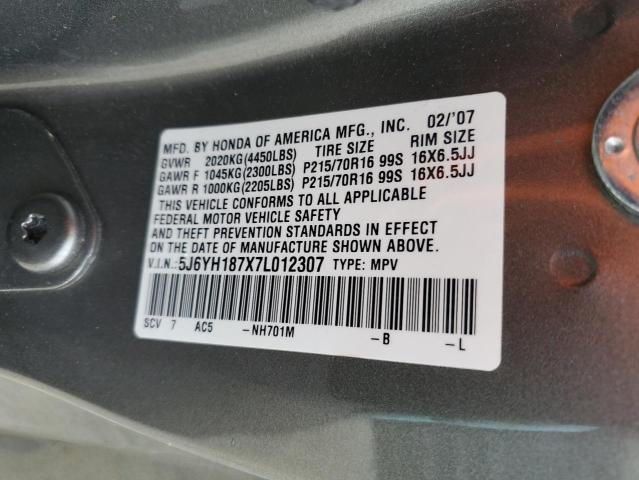 MFD. BY HONDA OF AMERICA MFG., INC. 02/'07
GVWR 2020KG(4450LBS) TIRE SIZE RIM SIZE
GAWR F 1045KG(2300LBS) P215/70R16 99S 16X6.5JJ
GAWR R 1000KG(2205LBS) P215/70R16 99S 16X6.5JJ
THIS VEHICLE CONFORMS TO ALL APPLICABLE
FEDERAL MOTOR VEHICLE SAFETY
AND THEFT PREVENTION STANDARDS IN EFFECT
ON THE DATE OF MANUFACTURE SHOWN ABOVE.
V.I.N.:5J6YH187X7L012307 TYPE: MPV
SCV 7 AC5 -NH701M -B -L